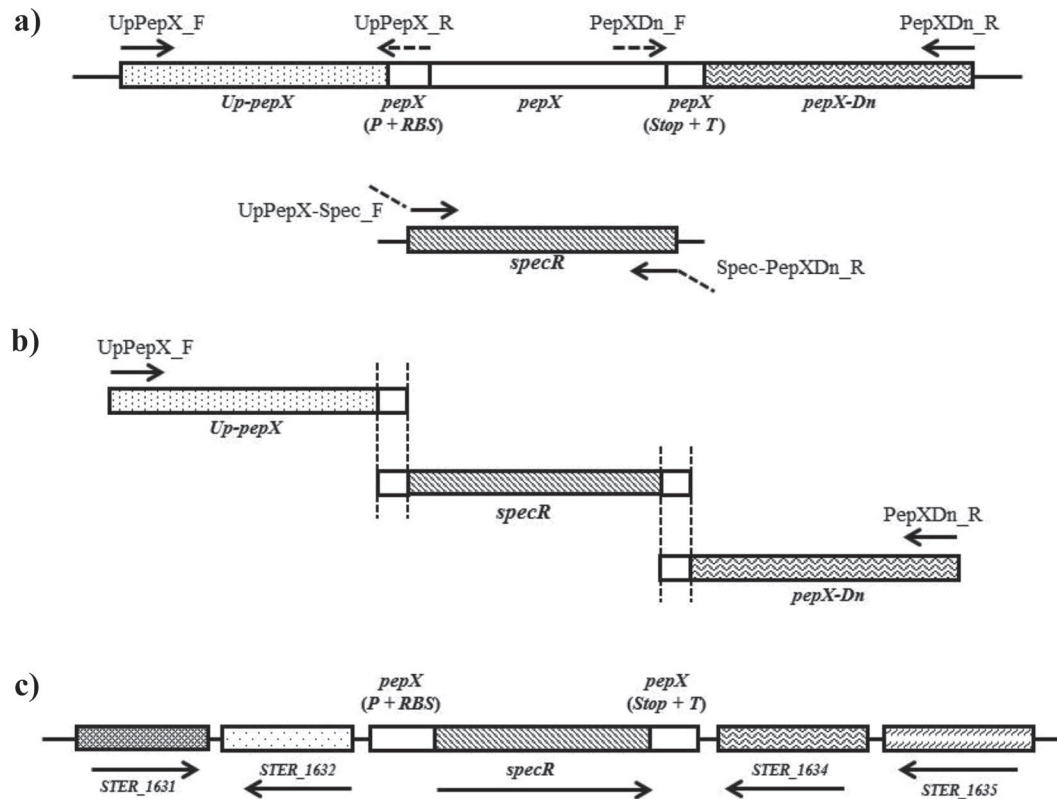 a)
UpPepX_F UpPepX_R PepXDn_F PepXDn_R
Up-pepX pepX pepX pepX pepX-Dn
(P + RBS) (Stop + T)
UpPepX-Spec_F
specR
Spec-PepXDn_R
b)
UpPepX_F
Up-pepX
specR
PepXDn_R
pepX-Dn
c)
pepX pepX
(P + RBS) (Stop + T)
STER_1631 STER_1632 specR STER_1634 STER_1635